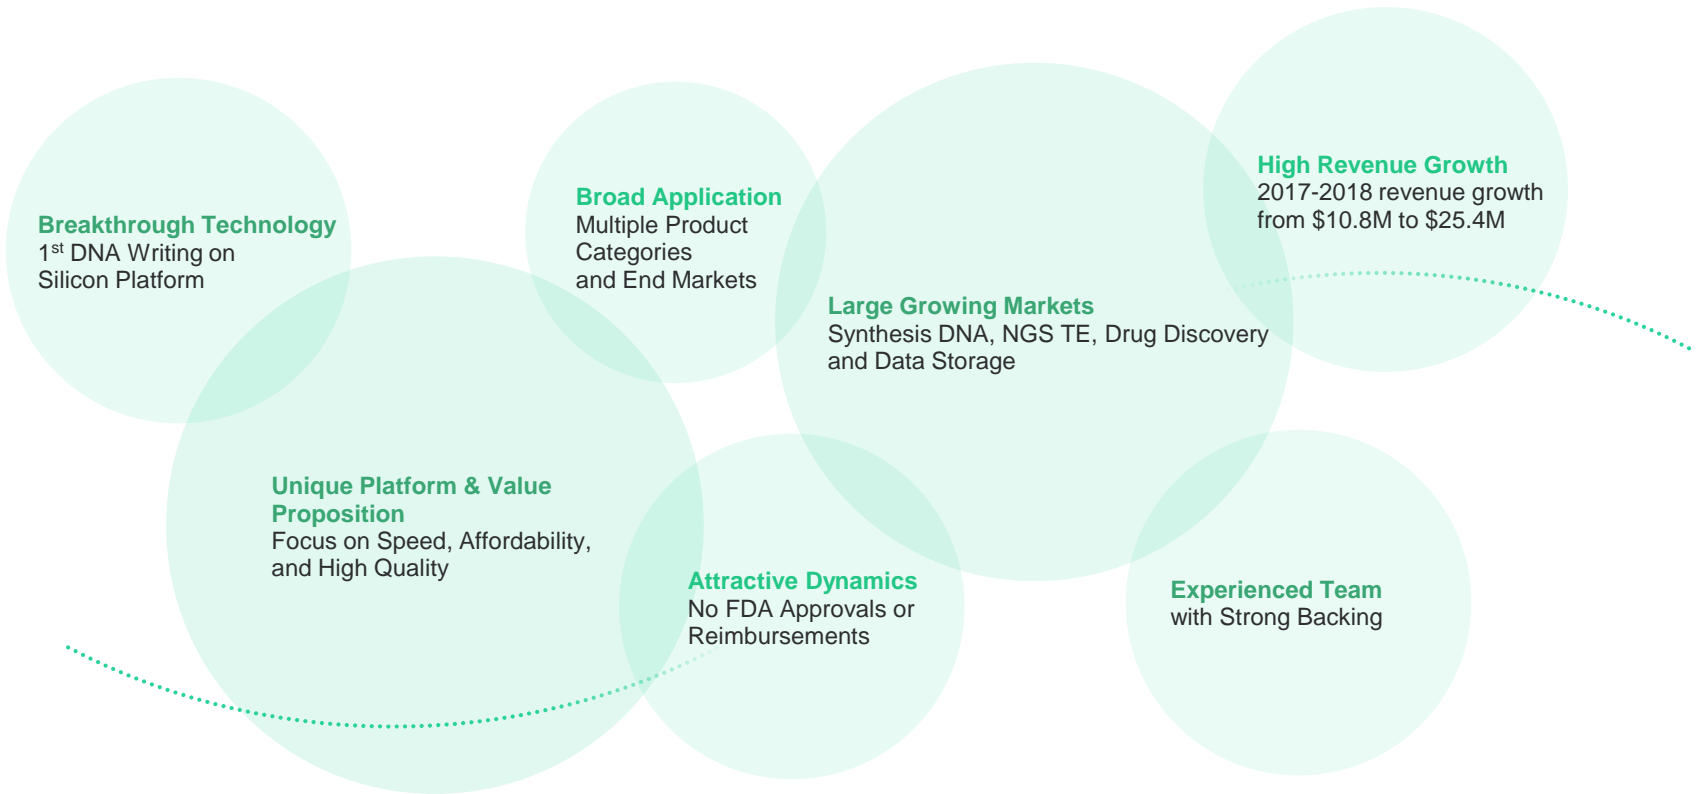 Breakthrough Technology
1st DNA Writing on
Silicon Platform
Broad Application
Multiple Product
Categories
and End Markets
Large Growing Markets
Synthesis DNA, NGS TE, Drug Discovery
and Data Storage
High Revenue Growth
2017-2018 revenue growth
from $10.8M to $25.4M
Unique Platform & Value
Proposition
Focus on Speed, Affordability,
and High Quality
Attractive Dynamics
No FDA Approvals or
Reimbursements
Experienced Team
with Strong Backing